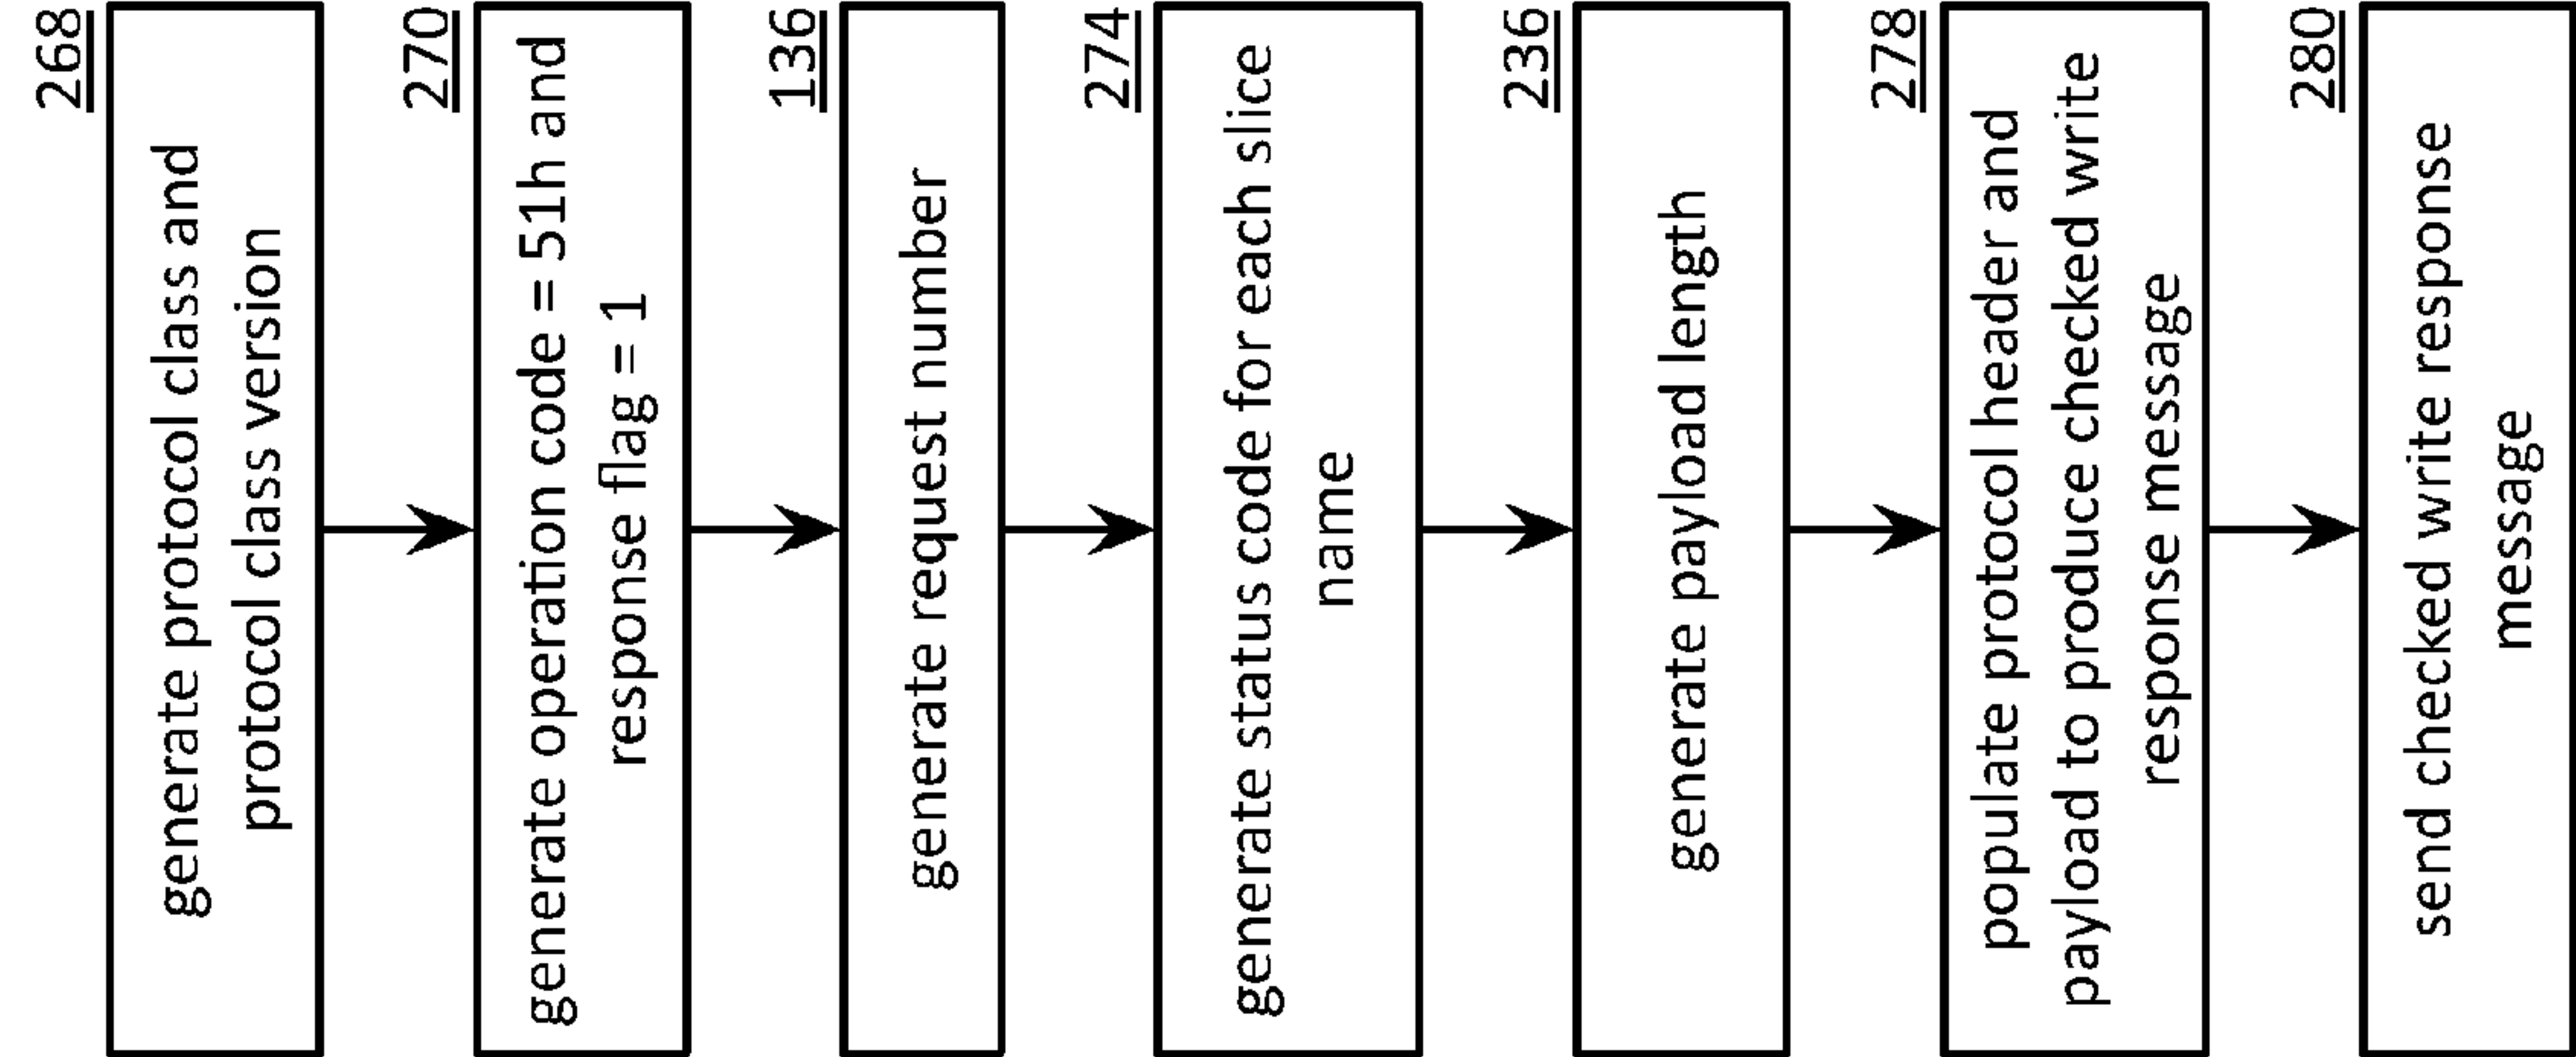 268
generate protocol class and
protocol class version
270
generate operation code = 51h and
response flag = 1
136
generate request number
274
generate status code for each slice
name
236
generate payload length
278
populate protocol header and
payload to produce checked write
response message
280
send checked write response
message